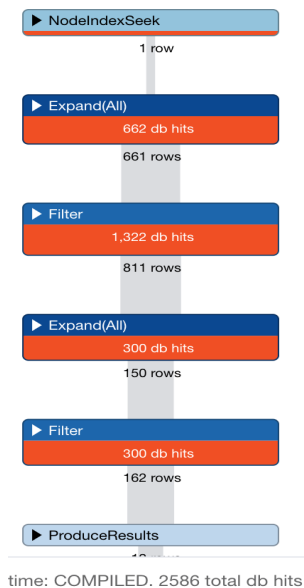 ▶ NodeIndexSeek
1 row
▶ Expand(All)
662 db hits
661 rows
▶ Filter
1,322 db hits
811 rows
▶ Expand(All)
300 db hits
150 rows
▶ Filter
300 db hits
162 rows
▶ ProduceResults
time: COMPILED. 2586 total db hits